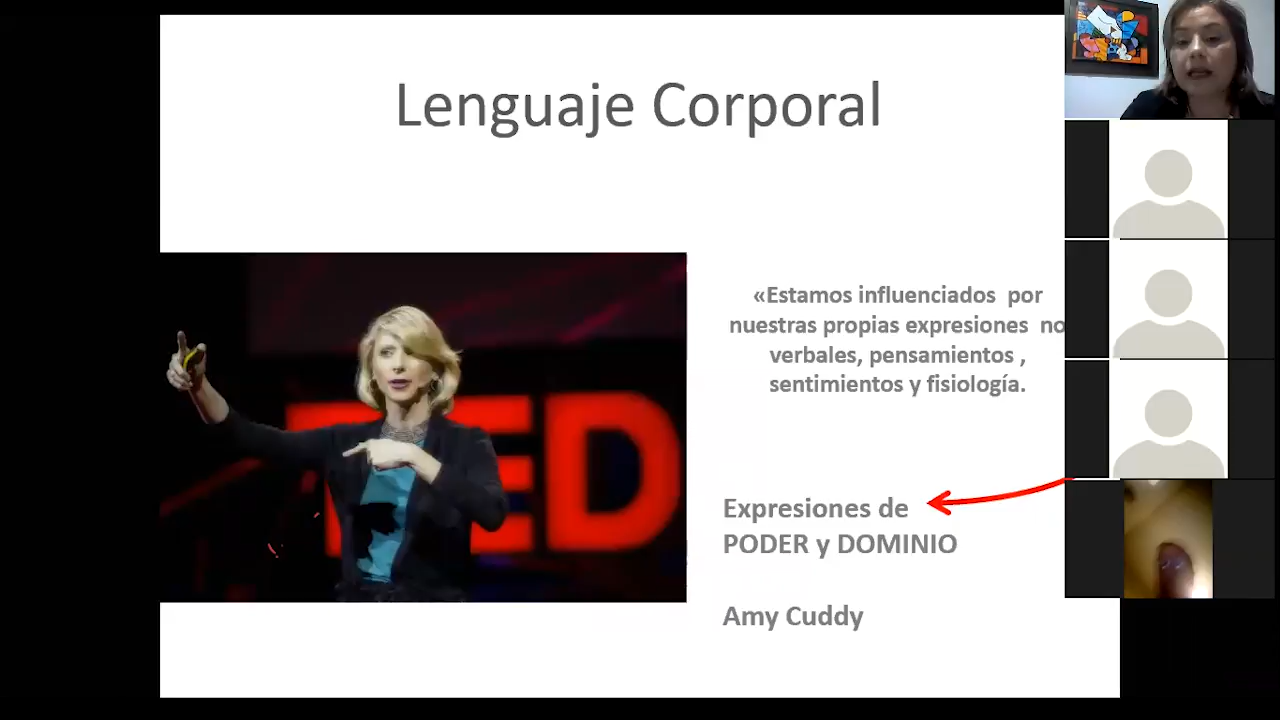 Lenguaje Corporal
TED
«Estamos influenciados por
nuestras propias expresiones no
verbales, pensamientos ,
sentimientos y fisiología.
Expresiones de
PODER y DOMINIO
Amy Cuddy